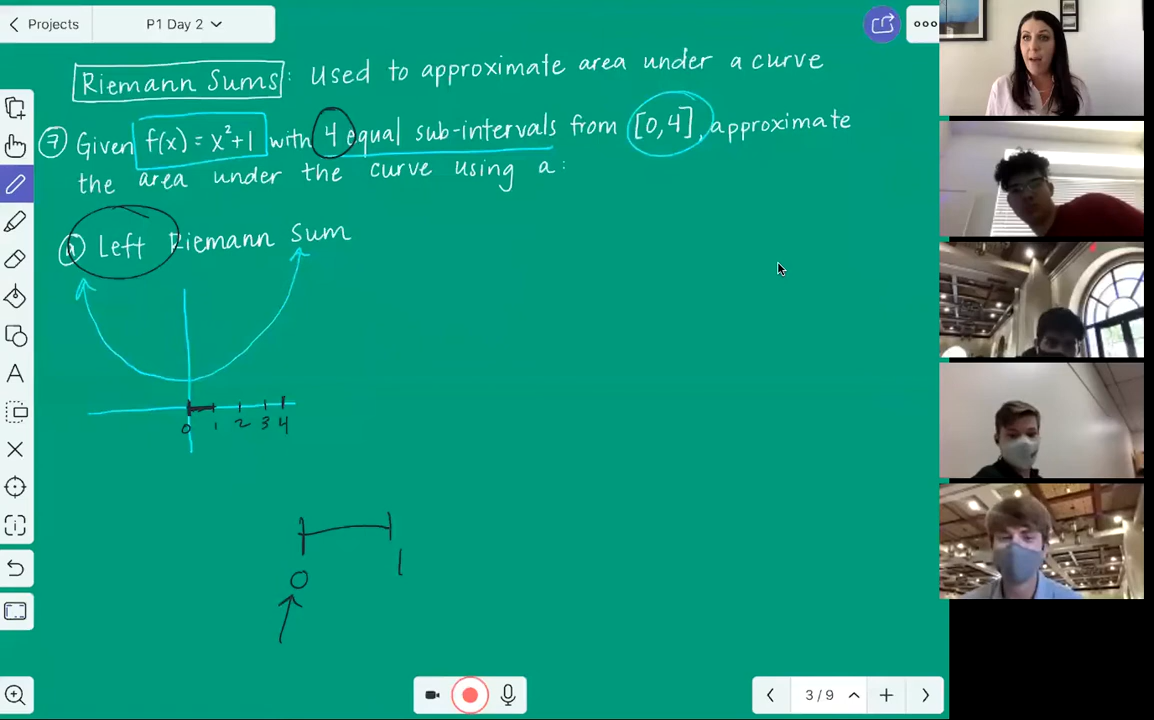 Projects
P1 Day 2
Riemann Sums: used to approximate area under a curve
7 Given f(x) = x²+1 with 4 equal sub-intervals from [0,4], approximate
the area under the curve using a:
a Left Riemann Sum
0 1 2 3 4
0 1
A
3 / 9